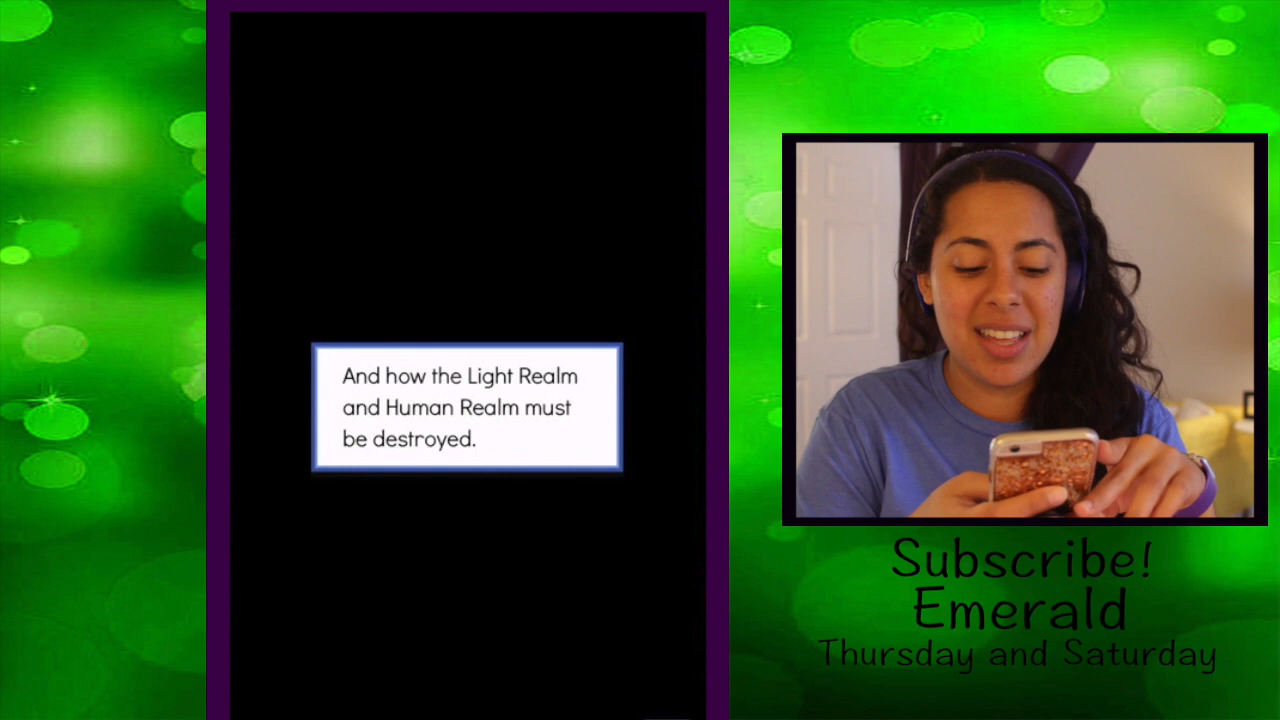 And how the Light Realm
and Human Realm must
be destroyed.
Subscribe!
Emerald
Thursday and Saturday